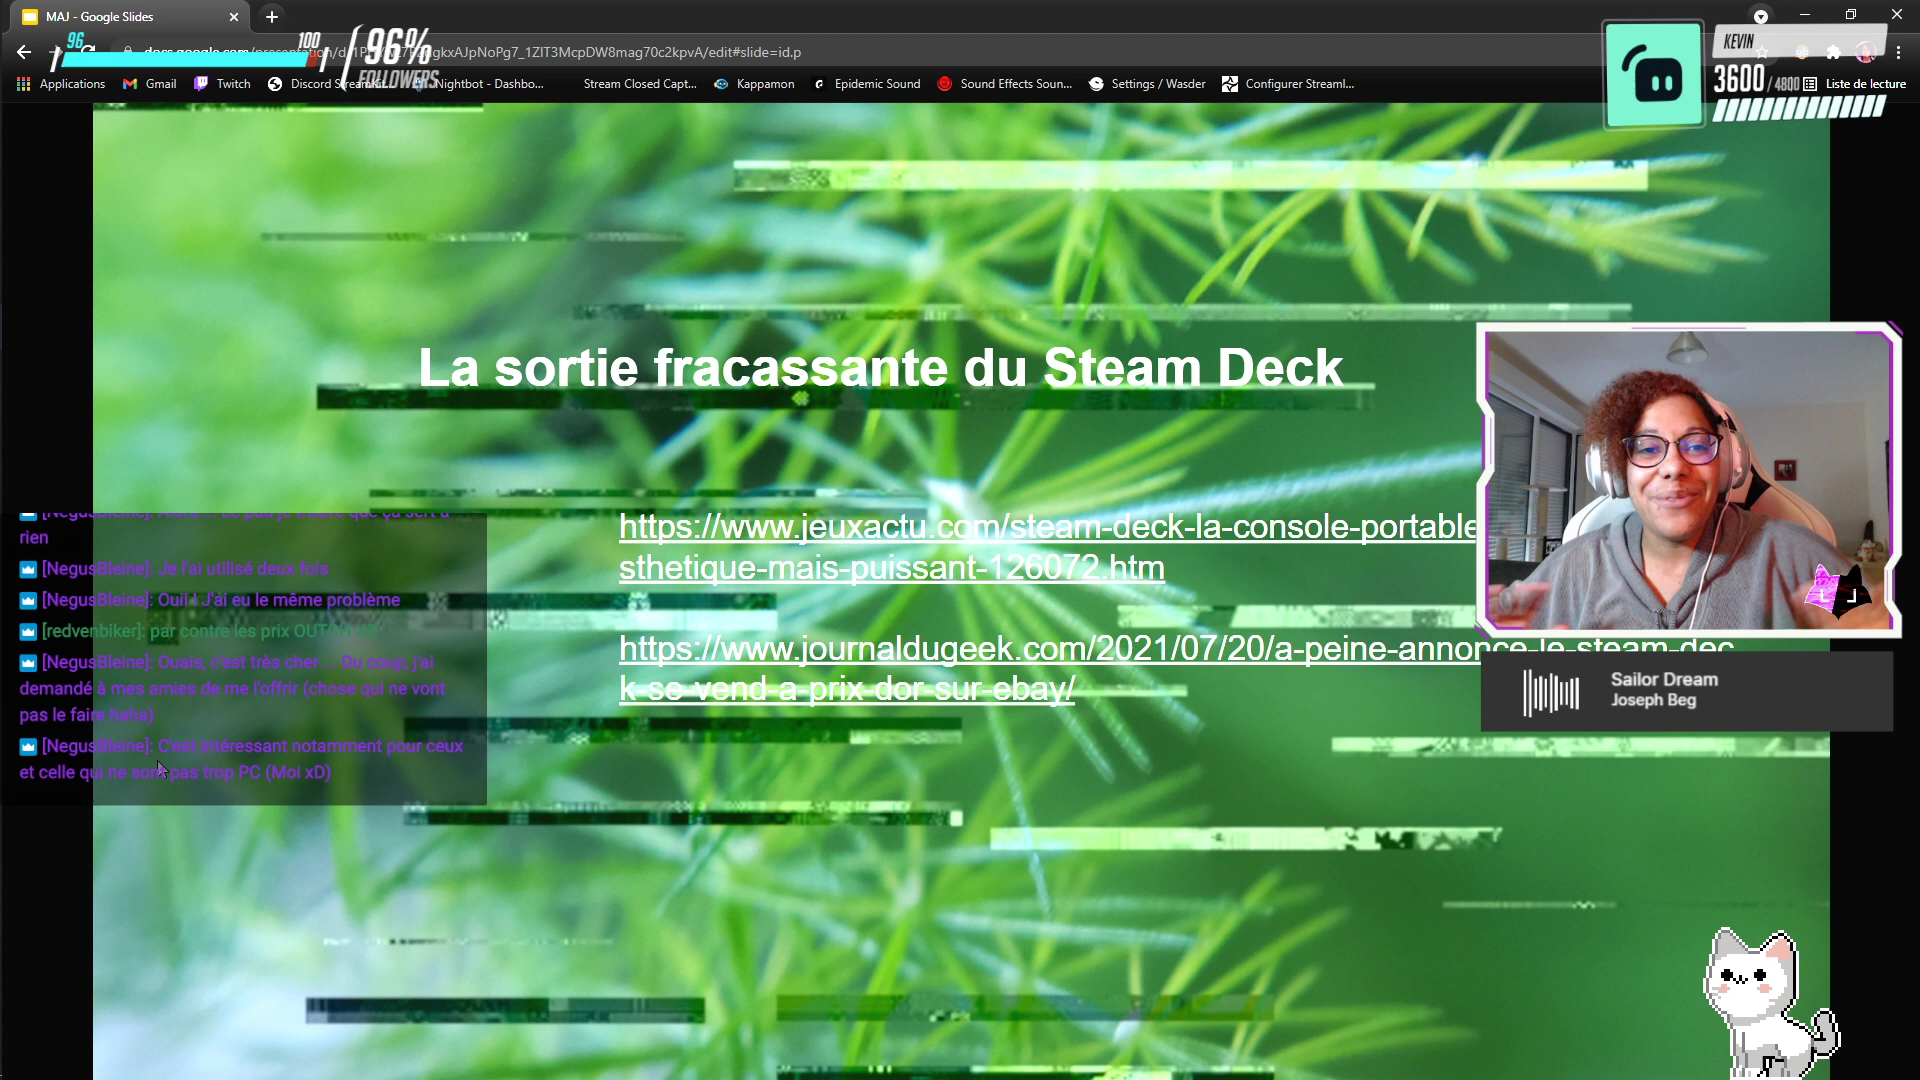 MAJ - Google Slides
96
100
96%
FOLLOWERS
KEVIN
3600 / 4800
gkxAJpNoPg7_1ZIT3McpDW8mag70c2kpvA/edit#slide=id.p
Applications
Gmail
Twitch
Discord
Nightbot - Dashbo...
Stream Closed Capt...
Kappamon
Epidemic Sound
Sound Effects Soun...
Settings / Wasder
Configurer Streaml...
Liste de lecture
La sortie fracassante du Steam Deck
https://www.jeuxactu.com/steam-deck-la-console-portable
sthetique-mais-puissant-126072.htm
https://www.journaldugeek.com/2021/07/20/a-peine-annonce-le-steam-dec
k-se-vend-a-prix-dor-sur-ebay/
rien
[NegusBleine]: Je l'ai utilisé deux fois
[NegusBleine]: Ouii ! J'ai eu le même problème
[redvenbiker]: par contre les prix
[NegusBleine]: Ouais, c'est très cher ... Du coup, j'ai
demandé à mes amies de me l'offrir (chose qui ne vont
pas le faire haha)
[NegusBleine]: C'est intéressant notamment pour ceux
et celle qui ne sont pas trop PC (Moi xD)
Sailor Dream
Joseph Beg